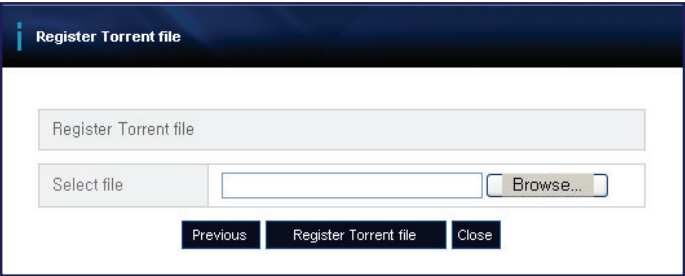 Register Torrent file
Register Torrent file
Select file
Browse...
Previous
Register Torrent file
Close